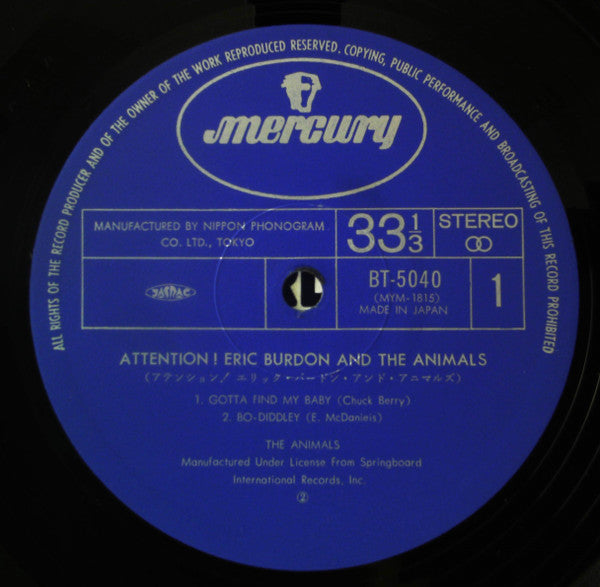 ALL RIGHTS OF THE RECORD PRODUCER AND OF THE OWNER OF THE WORK REPRODUCED RESERVED. COPYING, PUBLIC PERFORMANCE AND BROADCASTING OF THIS RECORD PROHIBITED
mercury
MANUFACTURED BY NIPPON PHONOGRAM
CO. LTD., TOKYO
33 1/3
STEREO
JASRAC
BT-5040
(MYM-1815)
MADE IN JAPAN
1
ATTENTION! ERIC BURDON AND THE ANIMALS
(アテンション! エリック・バードン・アンド・アニマルズ)
1. GOTTA FIND MY BABY (Chuck Berry)
2. BO-DIDDLEY (E. McDanieis)
THE ANIMALS
Manufactured Under License From Springboard
International Records, Inc.
②